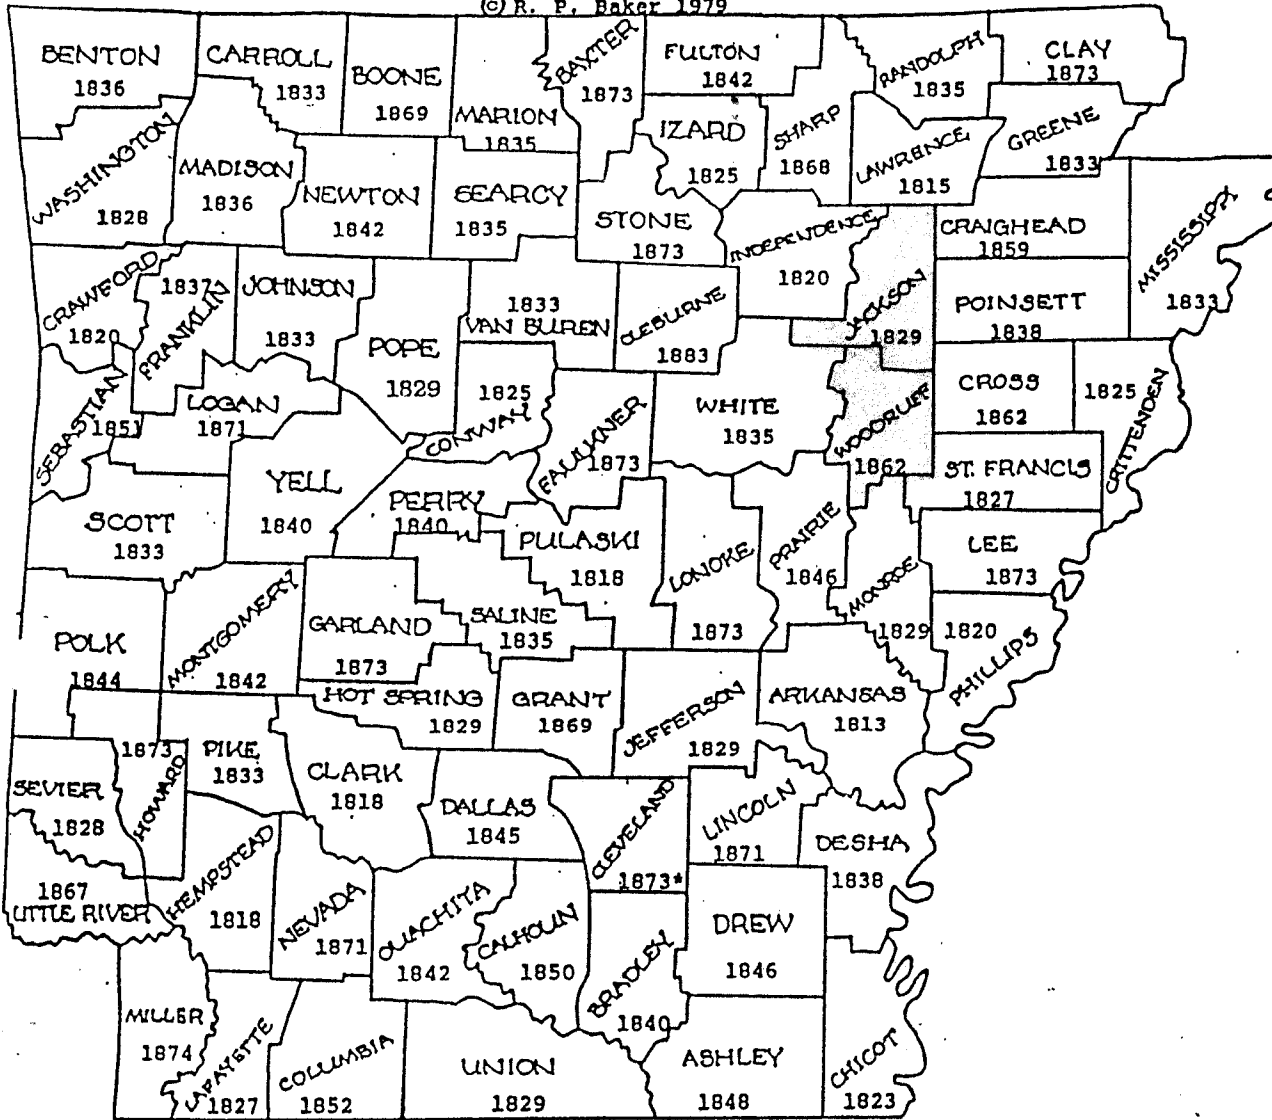 © R. P. Baker 1979
BENTON
1836
CARROLL
1833
BOONE
1869
MARION
1835
BAXTER
1873
FULTON
1842
RANDOLPH
1835
CLAY
1873
WASHINGTON
1828
MADISON
1836
NEWTON
1842
SEARCY
1835
STONE
1873
IZARD
1825
SHARP
1868
LAWRENCE
1815
GREENE
1833
INDEPENDENCE
1820
JACKSON
1829
CRAIGHEAD
1859
MISSISSIPPI
1833
CRAWFORD
1820
1837
FRANKLIN
JOHNSON
1833
POPE
1829
1833
VAN BUREN
CLEBURNE
1883
POINSETT
1838
SEBASTIAN
1851
LOGAN
1871
1825
CONWAY
FAULKNER
1873
WHITE
1835
WOODRUFF
1862
CROSS
1862
1825
CRITTENDEN
ST. FRANCIS
1827
SCOTT
1833
YELL
1840
PERRY
1840
PULASKI
1818
LONOKE
1873
PRAIRIE
1846
MONROE
1829
LEE
1873
1820
PHILLIPS
POLK
1844
MONTGOMERY
1842
GARLAND
1873
SALINE
1835
HOT SPRING
1829
GRANT
1869
JEFFERSON
1829
ARKANSAS
1813
SEVIER
1828
1873
HOWARD
PIKE
1833
CLARK
1818
DALLAS
1845
CLEVELAND
1873*
LINCOLN
1871
DESHA
1838
1867
LITTLE RIVER
HEMPSTEAD
1818
NEVADA
1871
OUACHITA
1842
CALHOUN
1850
BRADLEY
1840
DREW
1846
MILLER
1874
LAFAYETTE
1827
COLUMBIA
1852
UNION
1829
ASHLEY
1848
CHICOT
1823